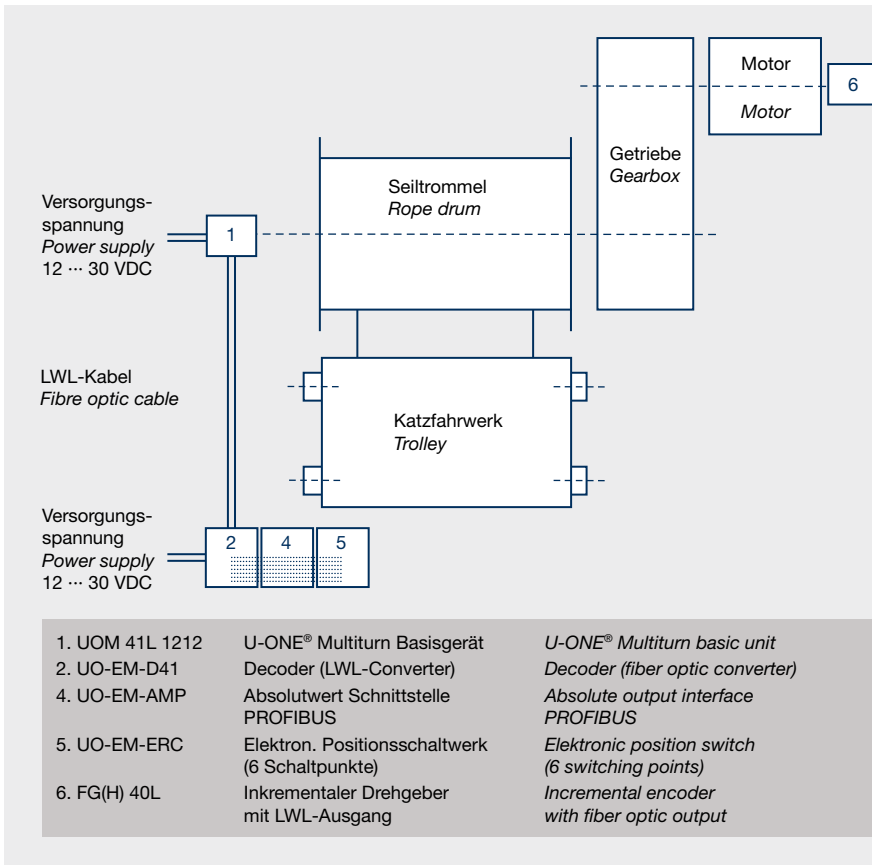 Motor
Motor
6
Getriebe
Gearbox
Seiltrommel
Rope drum
Versorgungs-
spannung
Power supply
12 ··· 30 VDC
1
LWL-Kabel
Fibre optic cable
Katzfahrwerk
Trolley
Versorgungs-
spannung
Power supply
12 ··· 30 VDC
2 4 5
1. UOM 41L 1212 U-ONE® Multiturn Basisgerät U-ONE® Multiturn basic unit
2. UO-EM-D41 Decoder (LWL-Converter) Decoder (fiber optic converter)
4. UO-EM-AMP Absolutwert Schnittstelle Absolute output interface
PROFIBUS PROFIBUS
5. UO-EM-ERC Elektron. Positionsschaltwerk Elektronic position switch
(6 Schaltpunkte) (6 switching points)
6. FG(H) 40L Inkrementaler Drehgeber Incremental encoder
mit LWL-Ausgang with fiber optic output